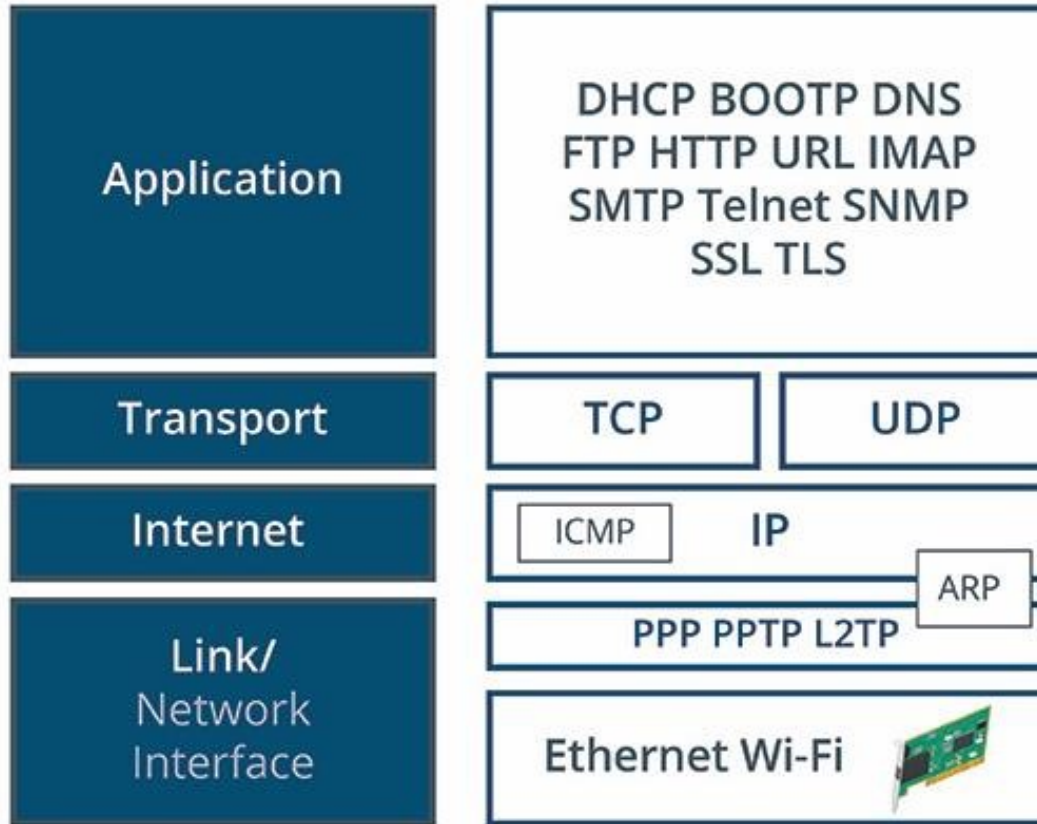 Application
DHCP BOOTP DNS
FTP HTTP URL IMAP
SMTP Telnet SNMP
SSL TLS
Transport
TCP
UDP
Internet
ICMP
IP
ARP
Link/
Network
Interface
PPP PPTP L2TP
Ethernet Wi-Fi